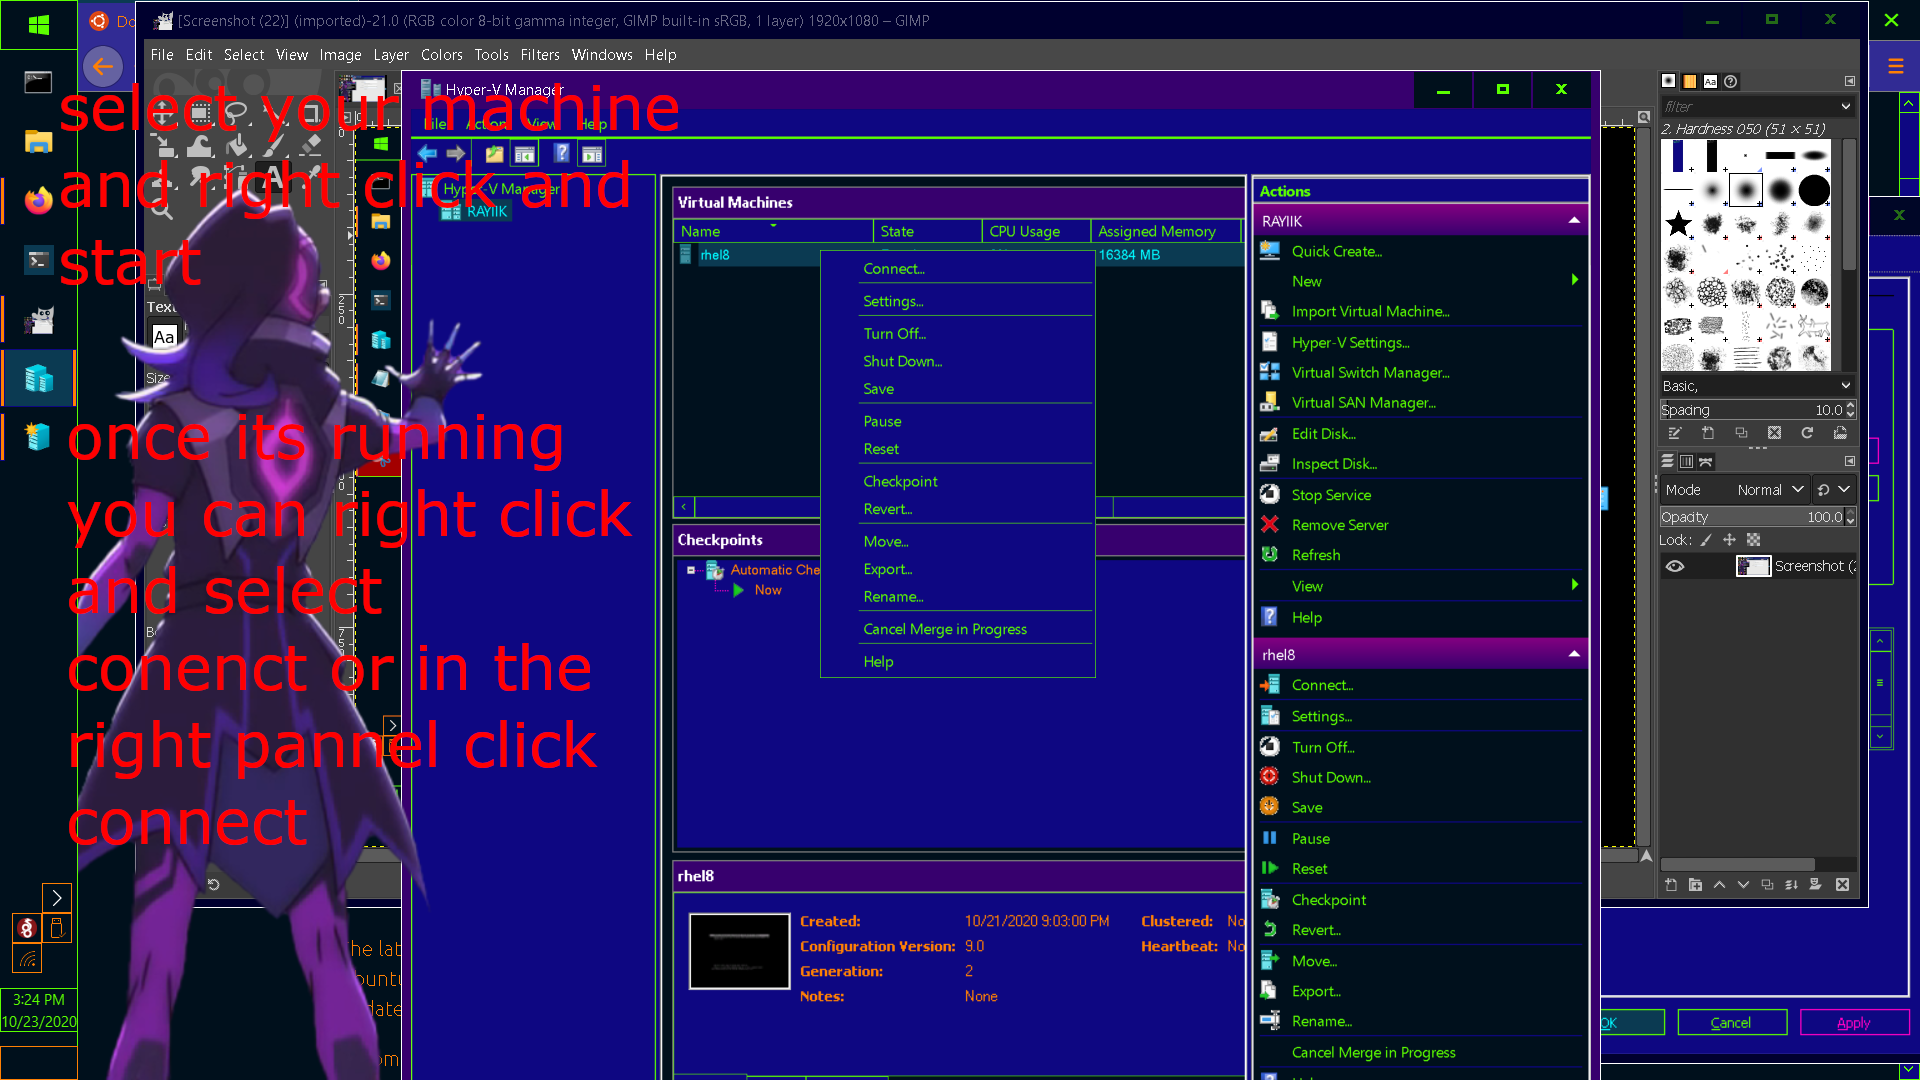 [Screenshot (22)] (imported)-21.0 (RGB color 8-bit gamma integer, GIMP built-in sRGB, 1 layer) 1920x1080 – GIMP
File Edit Select View Image Layer Colors Tools Filters Windows Help
select your machine
and right click and
start
once its running
you can right click
and select
conenct or in the
right pannel click
connect
Hyper-V Manager
File Action View Help
Hyper-V Manager
RAYIIK
Virtual Machines
Name State CPU Usage Assigned Memory
rhel8 16384 MB
Connect...
Settings...
Turn Off...
Shut Down...
Save
Pause
Reset
Checkpoint
Revert...
Move...
Export...
Rename...
Cancel Merge in Progress
Help
Checkpoints
Automatic Che
Now
rhel8
Created: 10/21/2020 9:03:00 PM Clustered: No
Configuration Version: 9.0 Heartbeat: No
Generation: 2
Notes: None
Actions
RAYIIK
Quick Create...
New
Import Virtual Machine...
Hyper-V Settings...
Virtual Switch Manager...
Virtual SAN Manager...
Edit Disk...
Inspect Disk...
Stop Service
Remove Server
Refresh
View
Help
rhel8
Connect...
Settings...
Turn Off...
Shut Down...
Save
Pause
Reset
Checkpoint
Revert...
Move...
Export...
Rename...
Cancel Merge in Progress
filter
2. Hardness 050 (51 × 51)
Basic,
Spacing 10.0
Mode Normal
Opacity 100.0
Lock:
Screenshot (2
OK Cancel Apply
Aa
3:24 PM
10/23/2020